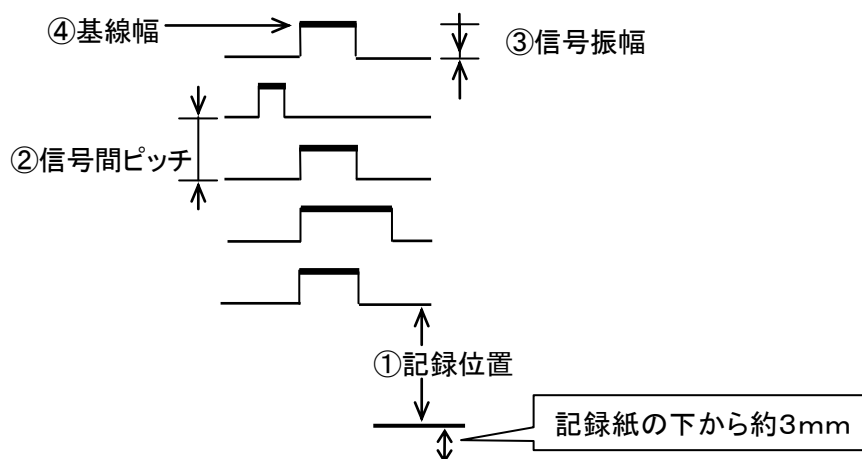 ④基線幅
③信号振幅
②信号間ピッチ
①記録位置
記録紙の下から約3mm